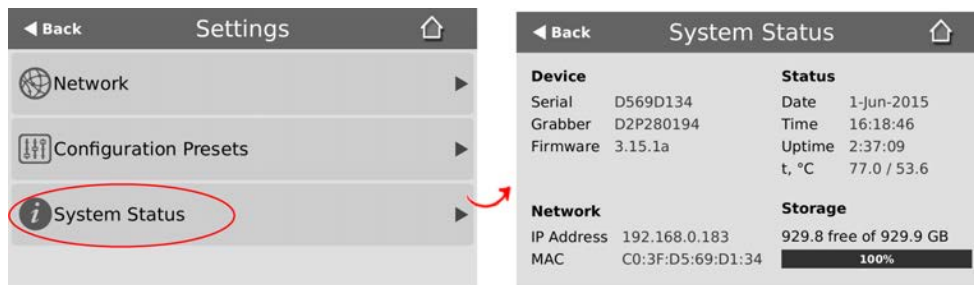 Back Settings
Network
Configuration Presets
System Status
Back System Status
Device
Serial D569D134
Grabber D2P280194
Firmware 3.15.1a
Status
Date 1-Jun-2015
Time 16:18:46
Uptime 2:37:09
t, °C 77.0 / 53.6
Network
IP Address 192.168.0.183
MAC C0:3F:D5:69:D1:34
Storage
929.8 free of 929.9 GB
100%